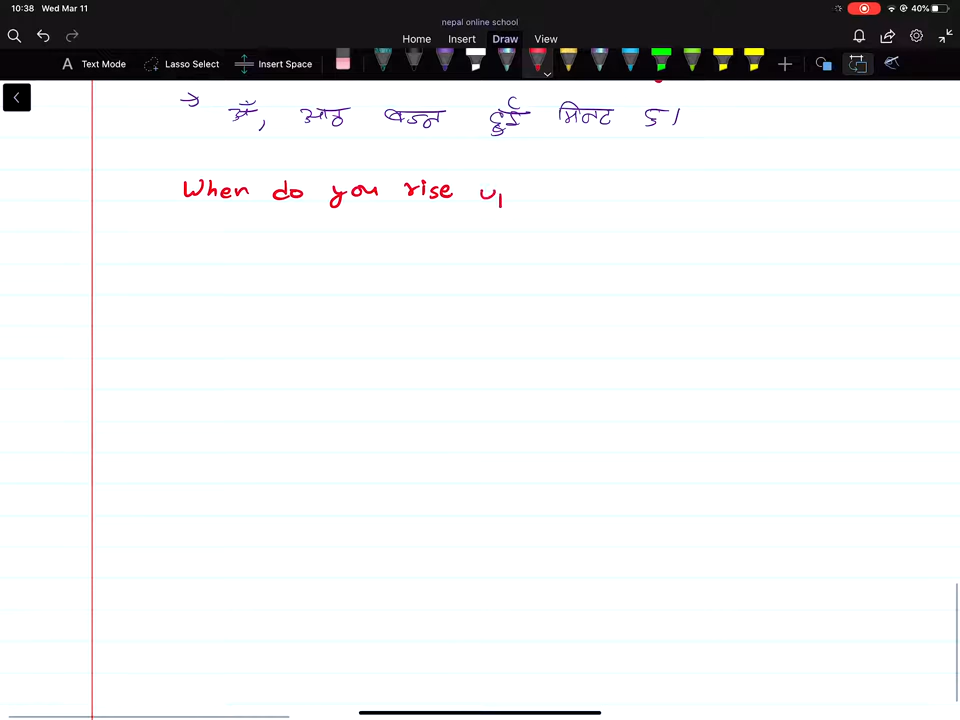 10:38 Wed Mar 11
40%
nepal online school
Home Insert Draw View
Text Mode Lasso Select Insert Space
→ आठ बज्न दुई मिनट छ।
When do you rise